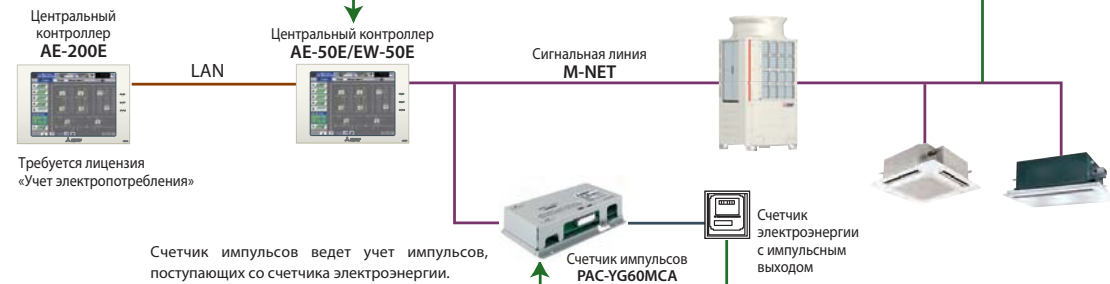 Центральный
контроллер
AE-200E
LAN
Центральный контроллер
AE-50E/EW-50E
Сигнальная линия
M-NET
Требуется лицензия
«Учет электропотребления»
Счетчик импульсов ведет учет импульсов,
поступающих со счетчика электроэнергии.
Счетчик импульсов
PAC-YG60MCA
Счетчик
электроэнергии
с импульсным
выходом